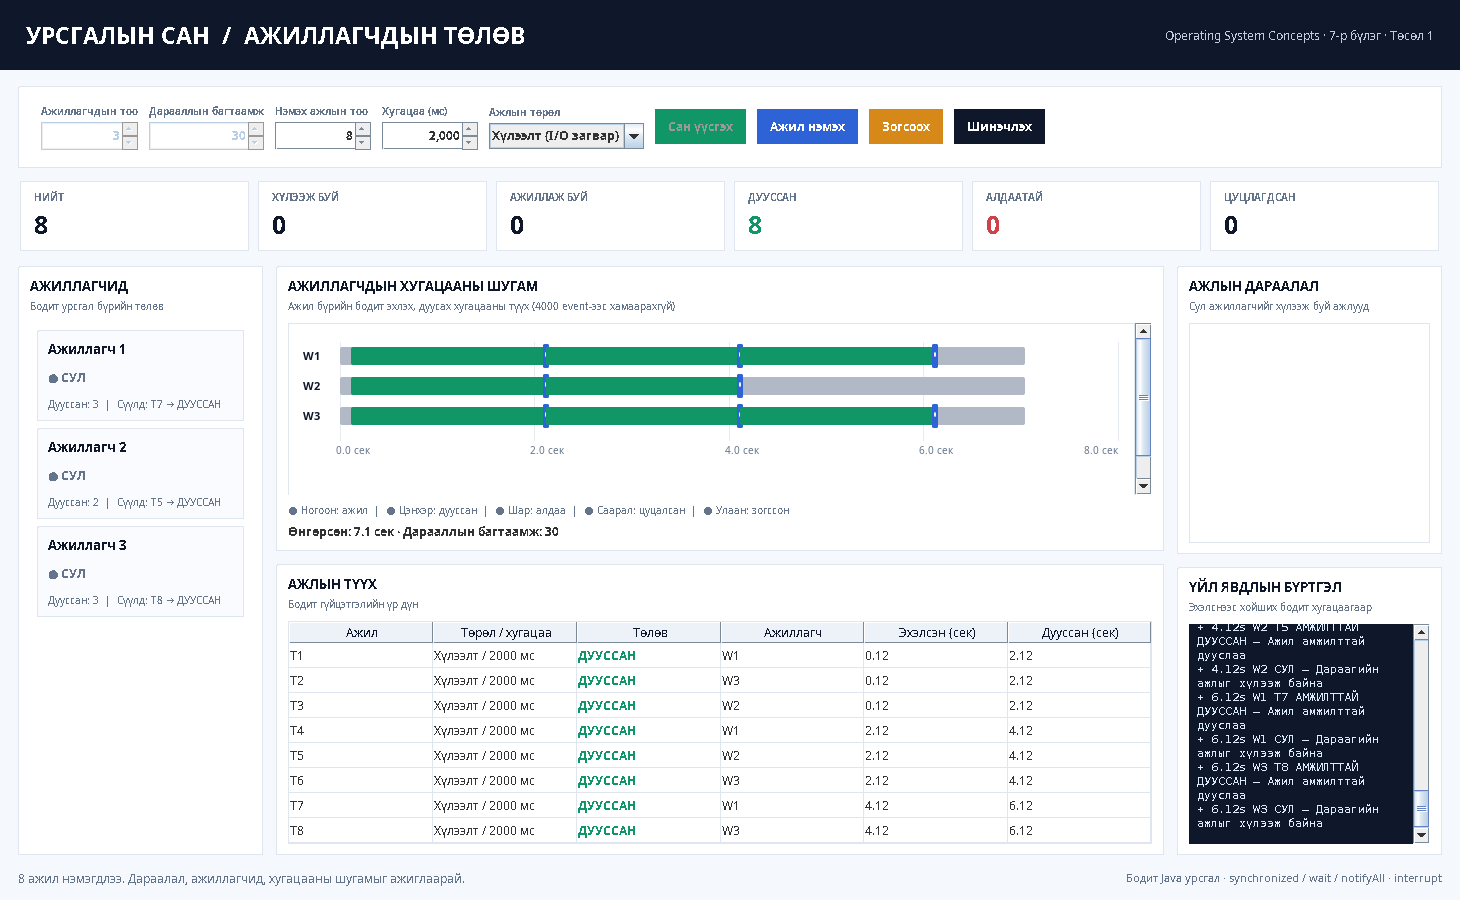 УРСГАЛЫН САН / АЖИЛЛАГЧДЫН ТӨЛӨВ
Operating System Concepts · 7-р бүлэг · Төсөл 1
Ажиллагчдын тоо Дарааллын багтаамж Нэмэх ажлын тоо Хугацаа (мс) Ажлын төрөл
3 30 8 2,000 Хүлээлт (I/O загвар) Сан үүсгэх Ажил нэмэх Зогсоох Шинэчлэх
НИЙТ ХҮЛЭЭЖ БУЙ АЖИЛЛАЖ БУЙ ДУУССАН АЛДААТАЙ ЦУЦЛАГДСАН
8 0 0 8 0 0
АЖИЛЛАГЧИД
Бодит урсгал бүрийн төлөв
Ажиллагч 1
СУЛ
Дууссан: 3 | Сүүлд: T7 → ДУУССАН
Ажиллагч 2
СУЛ
Дууссан: 2 | Сүүлд: T5 → ДУУССАН
Ажиллагч 3
СУЛ
Дууссан: 3 | Сүүлд: T8 → ДУУССАН
АЖИЛЛАГЧДЫН ХУГАЦААНЫ ШУГАМ
Ажил бүрийн бодит эхлэх, дуусах хугацааны түүх (4000 event-ээс хамаарахгүй)
W1
W2
W3
0.0 сек 2.0 сек 4.0 сек 6.0 сек 8.0 сек
● Ногоон: ажил | ● Цэнхэр: дууссан | ● Шар: алдаа | ● Саарал: цуцалсан | ● Улаан: зогссон
Өнгөрсөн: 7.1 сек · Дарааллын багтаамж: 30
АЖЛЫН ТҮҮХ
Бодит гүйцэтгэлийн үр дүн
Ажил Төрөл / хугацаа Төлөв Ажиллагч Эхэлсэн (сек) Дууссан (сек)
T1 Хүлээлт / 2000 мс ДУУССАН W1 0.12 2.12
T2 Хүлээлт / 2000 мс ДУУССАН W3 0.12 2.12
T3 Хүлээлт / 2000 мс ДУУССАН W2 0.12 2.12
T4 Хүлээлт / 2000 мс ДУУССАН W1 2.12 4.12
T5 Хүлээлт / 2000 мс ДУУССАН W2 2.12 4.12
T6 Хүлээлт / 2000 мс ДУУССАН W3 2.12 4.12
T7 Хүлээлт / 2000 мс ДУУССАН W1 4.12 6.12
T8 Хүлээлт / 2000 мс ДУУССАН W3 4.12 6.12
АЖЛЫН ДАРААЛАЛ
Сул ажиллагчийг хүлээж буй ажлууд
ҮЙЛ ЯВДЛЫН БҮРТГЭЛ
Эхэлснээс хойших бодит хугацаагаар
+ 4.12s W2 T5 АМЖИЛТТАЙ
ДУУССАН — Ажил амжилттай
дууслаа
+ 4.12s W2 СУЛ — Дараагийн
ажлыг хүлээж байна
+ 6.12s W1 T7 АМЖИЛТТАЙ
ДУУССАН — Ажил амжилттай
дууслаа
+ 6.12s W1 СУЛ — Дараагийн
ажлыг хүлээж байна
+ 6.12s W3 T8 АМЖИЛТТАЙ
ДУУССАН — Ажил амжилттай
дууслаа
+ 6.12s W3 СУЛ — Дараагийн
ажлыг хүлээж байна
8 ажил нэмэгдлээ. Дараалал, ажиллагчид, хугацааны шугамыг ажиглаарай.
Бодит Java урсгал · synchronized / wait / notifyAll · interrupt